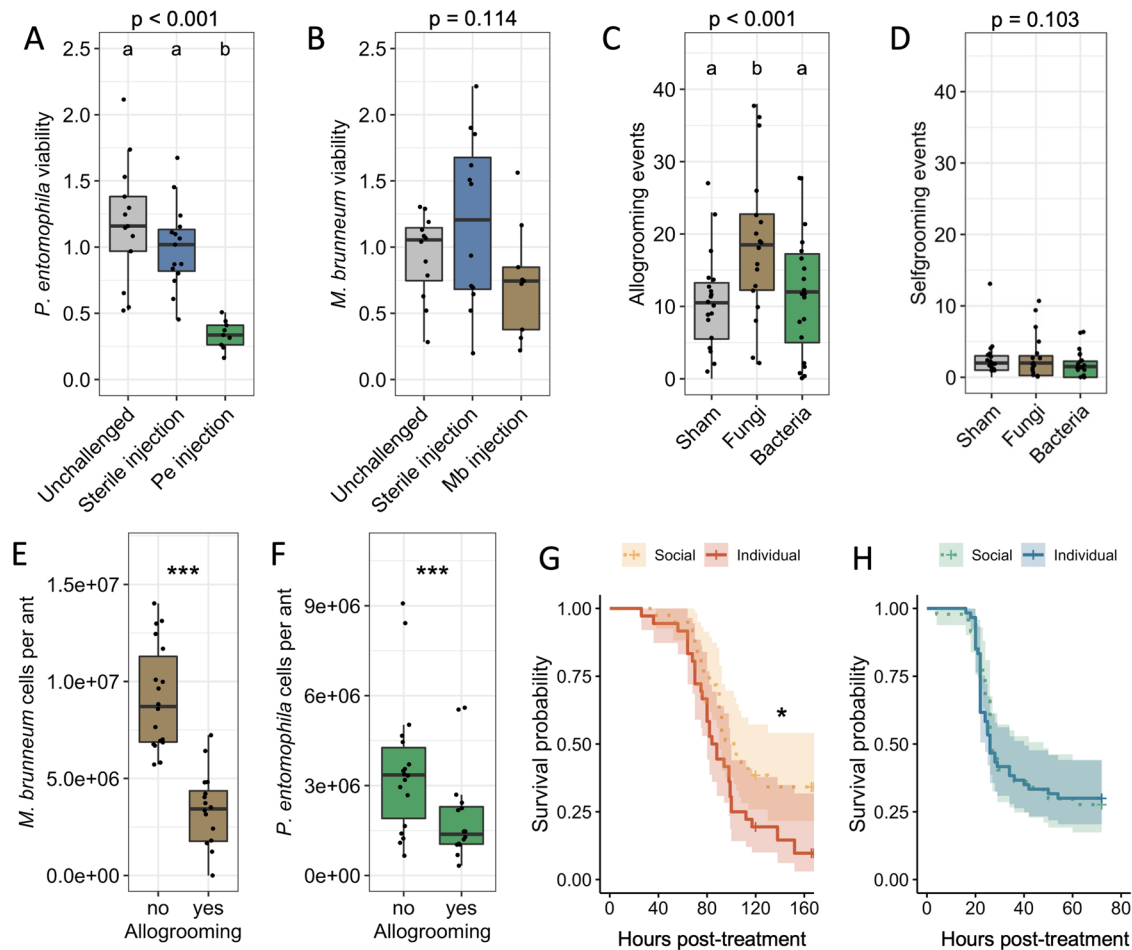 A
p < 0.001
a a b
P. entomophila viability
2.5
2.0
1.5
1.0
0.5
0.0
Unchallenged
Sterile injection
Pe injection
B
p = 0.114
M. brunneum viability
2.5
2.0
1.5
1.0
0.5
0.0
Unchallenged
Sterile injection
Mb injection
C
p < 0.001
a b a
Allogrooming events
40
30
20
10
0
Sham
Fungi
Bacteria
D
p = 0.103
Selfgrooming events
40
30
20
10
0
Sham
Fungi
Bacteria
E
***
M. brunneum cells per ant
1.5e+07
1.0e+07
5.0e+06
0.0e+00
no yes
Allogrooming
F
***
P. entomophila cells per ant
9e+06
6e+06
3e+06
0e+00
no yes
Allogrooming
G
Social Individual
*
Survival probability
1.00
0.75
0.50
0.25
0.00
0 40 80 120 160
Hours post-treatment
H
Social Individual
Survival probability
1.00
0.75
0.50
0.25
0.00
0 20 40 60 80
Hours post-treatment